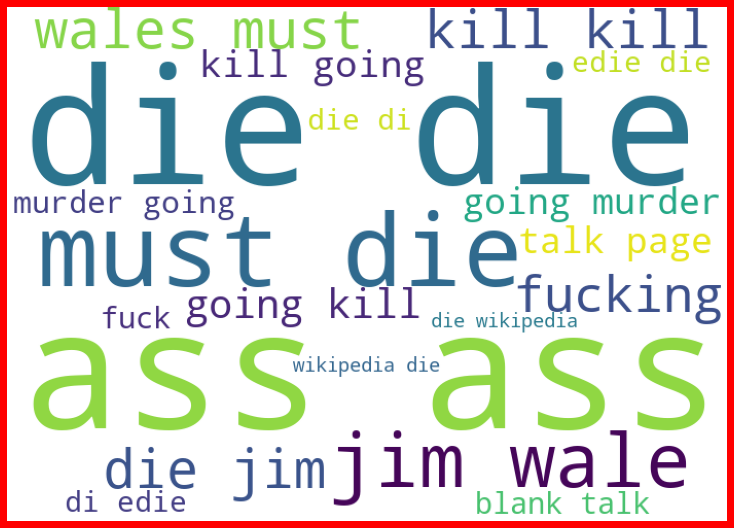 wales must kill kill
kill going edie die
die die
die di
murder going going murder
must die talk page
going kill fucking
fuck die wikipedia
ass ass
wikipedia die
die jim jim wale
di edie blank talk